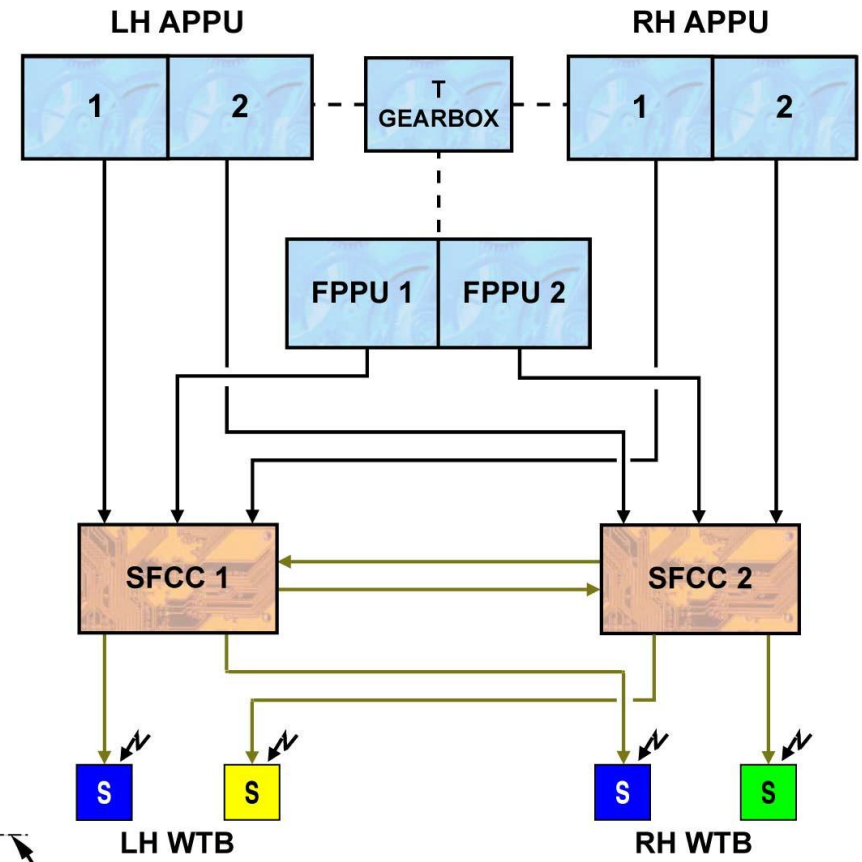 LH APPU
RH APPU
1
2
T
GEARBOX
1
2
FPPU 1
FPPU 2
SFCC 1
SFCC 2
S
S
S
S
LH WTB
RH WTB